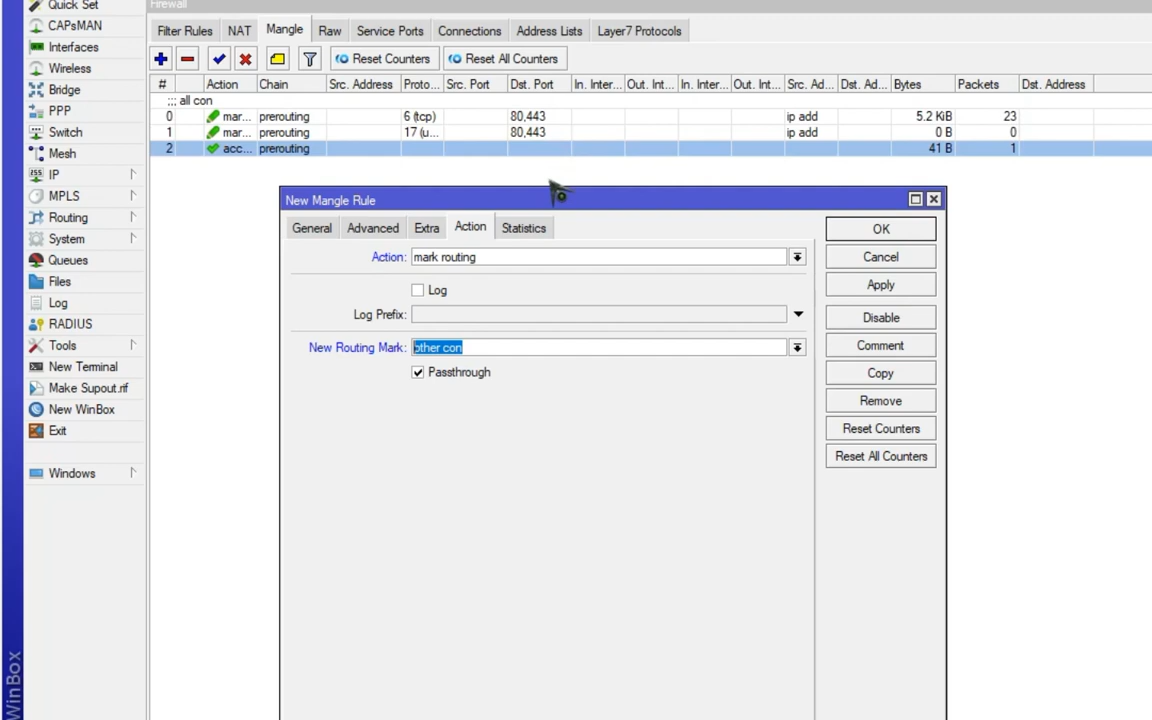 Quick Set
CAPsMAN
Interfaces
Wireless
Bridge
PPP
Switch
Mesh
IP
MPLS
Routing
System
Queues
Files
Log
RADIUS
Tools
New Terminal
Make Supout.rif
New WinBox
Exit
Windows
WinBox
Firewall
Filter Rules NAT Mangle Raw Service Ports Connections Address Lists Layer7 Protocols
Reset Counters Reset All Counters
# Action Chain Src. Address Proto... Src. Port Dst. Port In. Inter... Out. Int... In. Inter... Out. Int... Src. Ad... Dst. Ad... Bytes Packets Dst. Address
;;; all con
0 mar... prerouting 6 (tcp) 80,443 ip add 5.2 KiB 23
1 mar... prerouting 17 (u... 80,443 ip add 0 B 0
2 acc... prerouting 41 B 1
New Mangle Rule
General Advanced Extra Action Statistics
Action: mark routing
Log
Log Prefix:
New Routing Mark: other con
Passthrough
OK
Cancel
Apply
Disable
Comment
Copy
Remove
Reset Counters
Reset All Counters